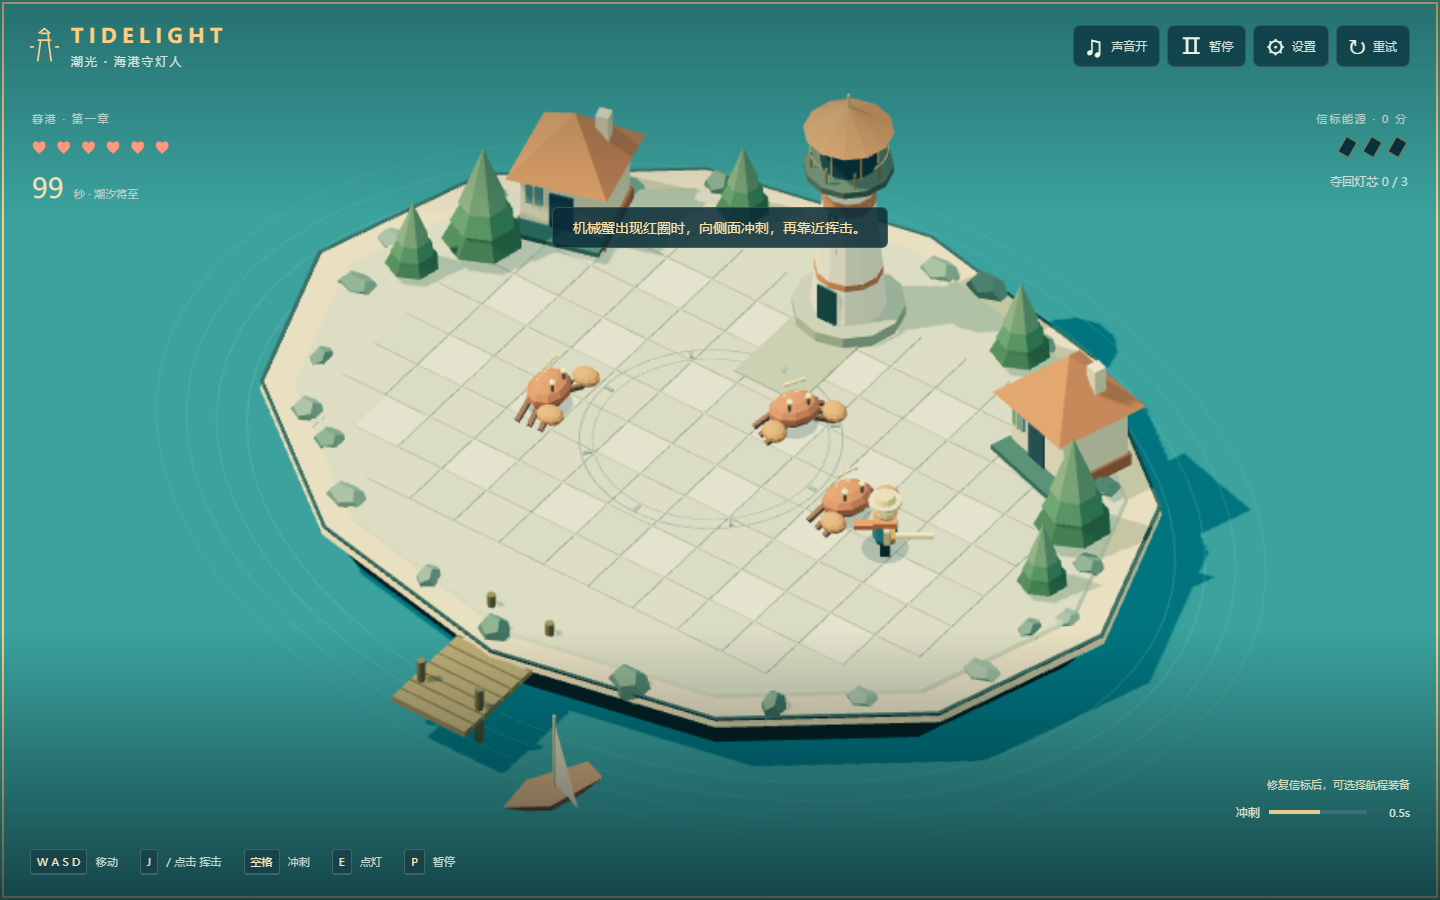 TIDELIGHT
潮光 · 海港守灯人
声音开
暂停
设置
重试
容港 · 第一章
99 秒 · 潮汐将至
信标能源 · 0 分
夺回灯芯 0 / 3
机械蟹出现红圈时，向侧面冲刺，再靠近挥击。
修复信标后，可选择航程装备
冲刺 0.5s
WASD 移动 J / 点击 挥击 空格 冲刺 E 点灯 P 暂停